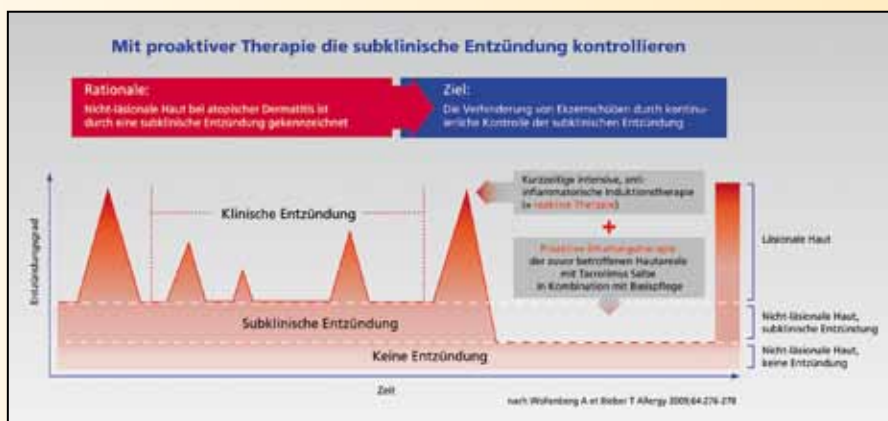 Mit proaktiver Therapie die subklinische Entzündung kontrollieren
Rationale:
Nicht-läsionale Haut bei atopischer Dermatitis ist
durch eine subklinische Entzündung gekennzeichnet
Ziel:
Die Verhinderung von Ekzemschüben durch kontinu-
ierliche Kontrolle der subklinischen Entzündung
Entzündungsgrad
Klinische Entzündung
Kurzzeitige intensive, anti-
inflammatorische Induktionstherapie
(= reaktive Therapie)
+
Proaktive Erhaltungstherapie
der zuvor betroffenen Hautareale
mit Tacrolimus Salbe
in Kombination mit Basispflege
Läsionale Haut
Subklinische Entzündung
Nicht-läsionale Haut,
subklinische Entzündung
Keine Entzündung
Nicht-läsionale Haut,
keine Entzündung
Zeit
nach Wollenberg A et Bieber T Allergy 2009;64:276-278